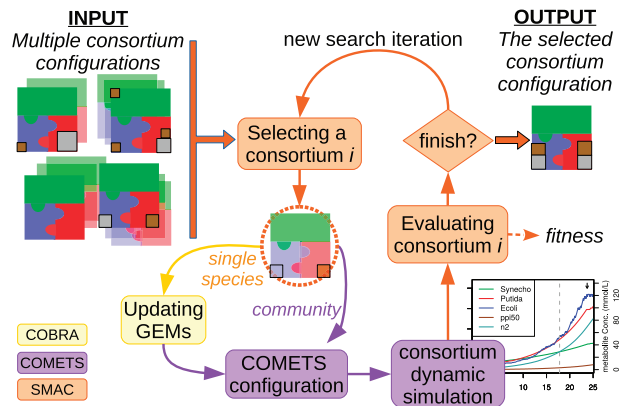 INPUT
Multiple consortium
configurations
new search iteration
OUTPUT
The selected
consortium
configuration
Selecting a
consortium i
finish?
Evaluating
consortium i
fitness
single
species
community
Updating
GEMs
COMETS
configuration
consortium
dynamic
simulation
COBRA
COMETS
SMAC
Synecho
Putida
Ecoli
ppi50
n2
metabolite Conc. (mmol/L)
0 40 80 120
10 15 20 25